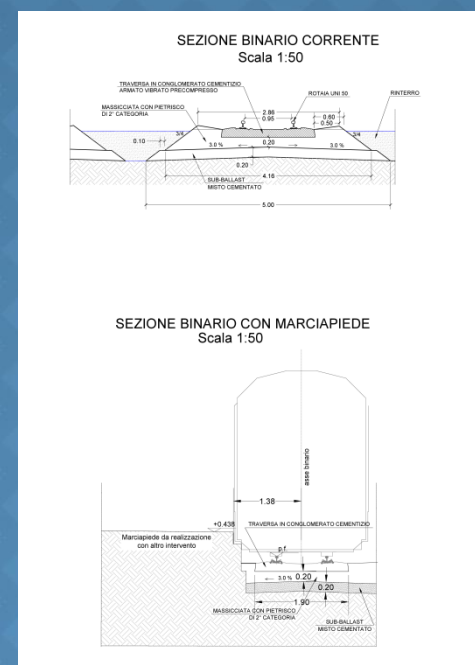 SEZIONE BINARIO CORRENTE
Scala 1:50
TRAVERSA IN CONGLOMERATO CEMENTIZIO
ARMATO VIBRATO PRECOMPRESSO
ROTAIA UNI 50
MASSICCIATA CON PIETRISCO
DI 2° CATEGORIA
RINTERRO
2.86
0.95
0.60
0.50
3/4
3/4
0.10
3.0 %
0.20
3.0 %
0.20
4.16
SUB-BALLAST
MISTO CEMENTATO
5.00
SEZIONE BINARIO CON MARCIAPIEDE
Scala 1:50
asse binario
1.38
+0.438
TRAVERSA IN CONGLOMERATO CEMENTIZIO
Marciapiede da realizzazione
con altro intervento
p.f.
3.0 %
0.20
0.20
1.90
MASSICCIATA CON PIETRISCO
DI 2° CATEGORIA
SUB-BALLAST
MISTO CEMENTATO